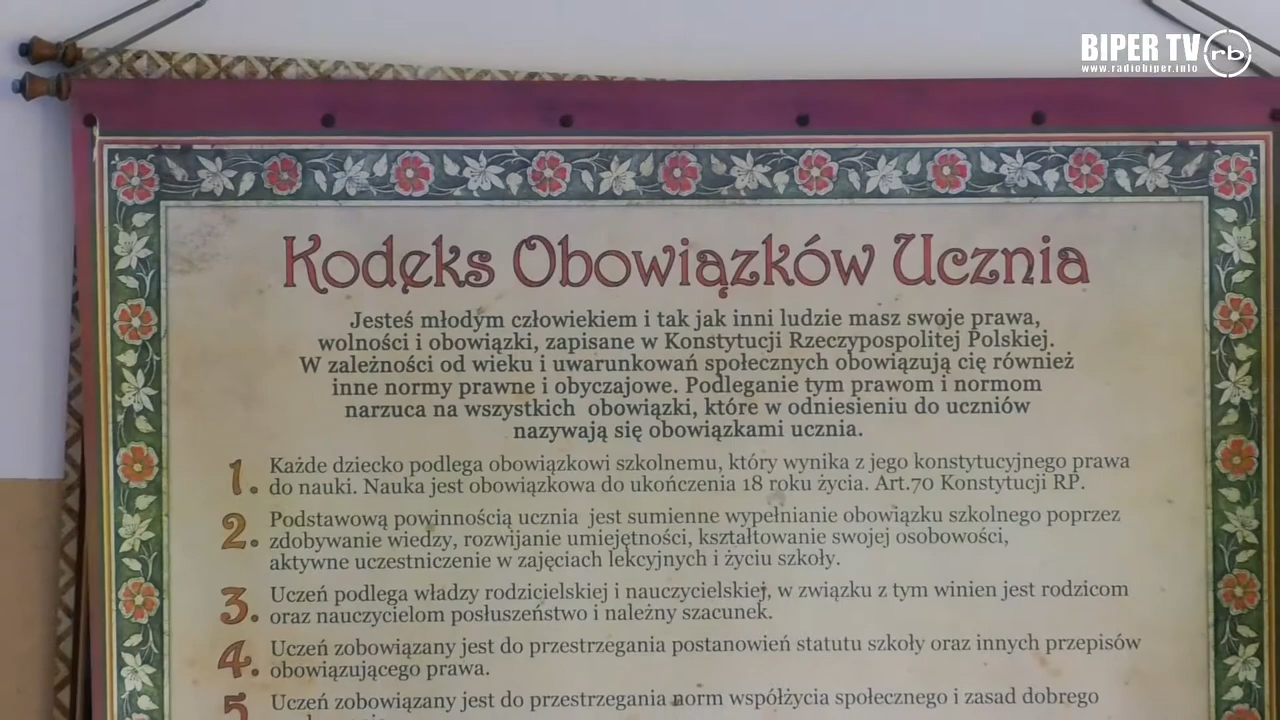 BIPER TV rb
www.radiobiper.info
Kodeks Obowiązków Ucznia
Jesteś młodym człowiekiem i tak jak inni ludzie masz swoje prawa,
wolności i obowiązki, zapisane w Konstytucji Rzeczypospolitej Polskiej.
W zależności od wieku i uwarunkowań społecznych obowiązują cię również
inne normy prawne i obyczajowe. Podleganie tym prawom i normom
narzuca na wszystkich obowiązki, które w odniesieniu do uczniów
nazywają się obowiązkami ucznia.
1. Każde dziecko podlega obowiązkowi szkolnemu, który wynika z jego konstytucyjnego prawa
do nauki. Nauka jest obowiązkowa do ukończenia 18 roku życia. Art.70 Konstytucji RP.
2. Podstawową powinnością ucznia jest sumienne wypełnianie obowiązku szkolnego poprzez
zdobywanie wiedzy, rozwijanie umiejętności, kształtowanie swojej osobowości,
aktywne uczestniczenie w zajęciach lekcyjnych i życiu szkoły.
3. Uczeń podlega władzy rodzicielskiej i nauczycielskiej, w związku z tym winien jest rodzicom
oraz nauczycielom posłuszeństwo i należny szacunek.
4. Uczeń zobowiązany jest do przestrzegania postanowień statutu szkoły oraz innych przepisów
obowiązującego prawa.
5 Uczeń zobowiązany jest do przestrzegania norm współżycia społecznego i zasad dobrego